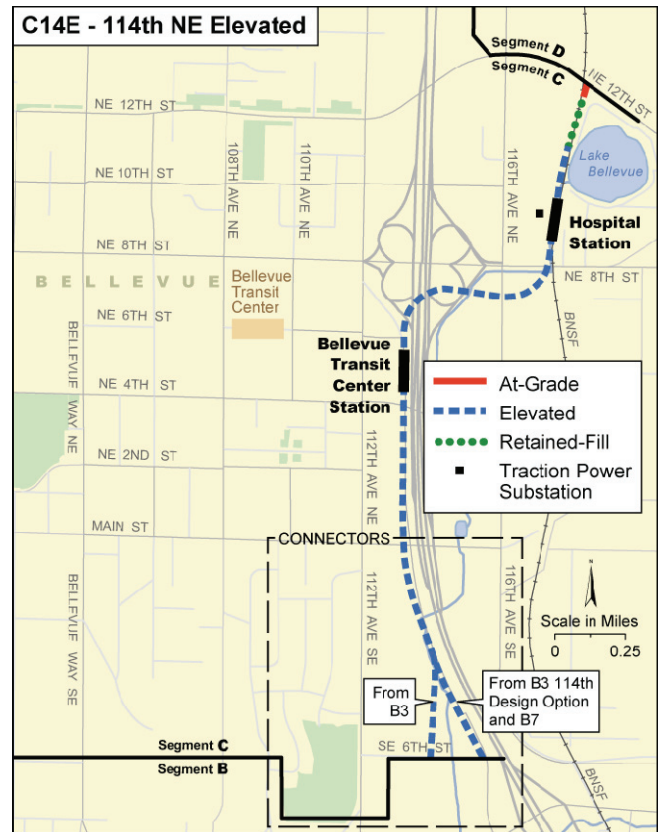 C14E - 114th NE Elevated
Segment D
Segment C
NE 12TH ST
NE 12TH ST
108TH AVE NE
110TH AVE NE
116TH AVE NE
Lake
Bellevue
NE 10TH ST
Hospital
Station
NE 8TH ST
NE 8TH ST
BELLEVUE
Bellevue
Transit
Center
NE 6TH ST
BNSF
BELLEVUE WAY NE
Bellevue
Transit
Center
Station
NE 4TH ST
At-Grade
Elevated
Retained-Fill
Traction Power
Substation
NE 2ND ST
112TH AVE NE
MAIN ST
CONNECTORS
BELLEVUE WAY SE
112TH AVE SE
116TH AVE SE
N
Scale in Miles
0 0.25
From
B3
From B3 114th
Design Option
and B7
SE 6TH ST
Segment C
Segment B
BNSF